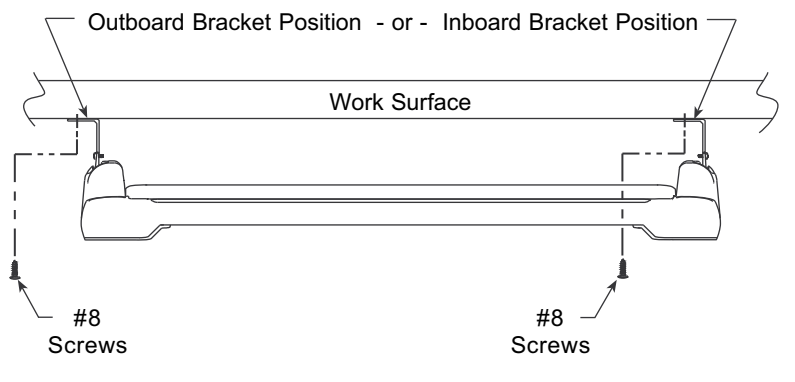 Outboard Bracket Position - or - Inboard Bracket Position
Work Surface
#8
Screws
#8
Screws